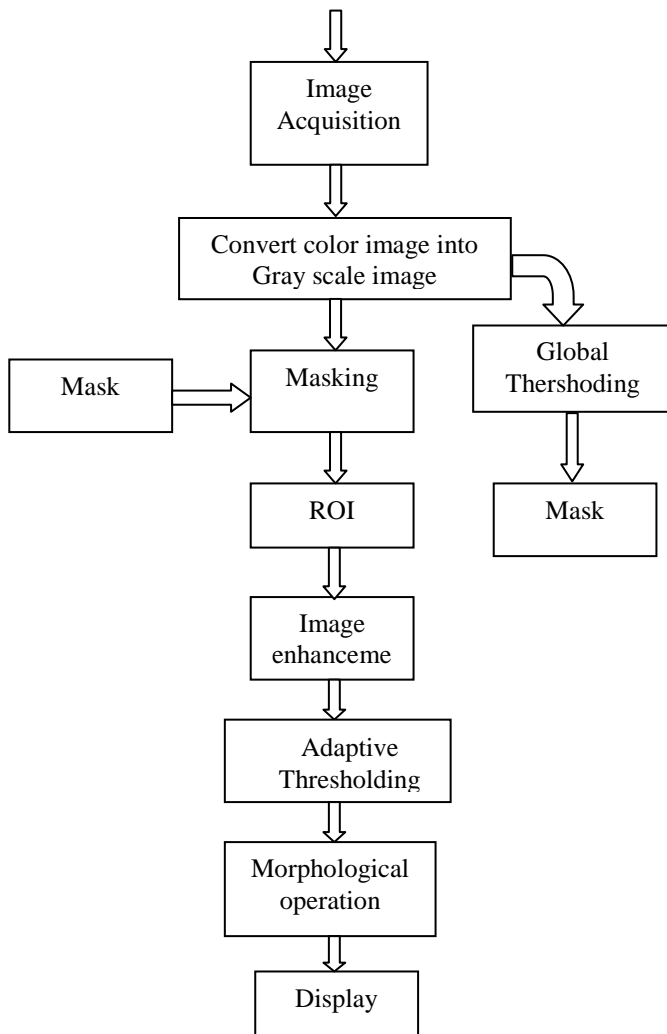 Image
Acquisition
Convert color image into
Gray scale image
Global
Thershoding
Mask
Masking
ROI
Mask
Image
enhanceme
Adaptive
Thresholding
Morphological
operation
Display